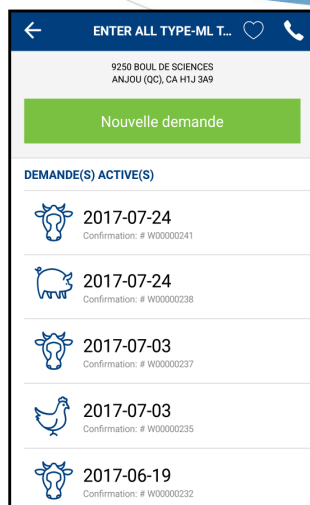 ENTER ALL TYPE-ML T...
9250 BOUL DE SCIENCES
ANJOU (QC), CA H1J 3A9
Nouvelle demande
DEMANDE(S) ACTIVE(S)
2017-07-24
Confirmation: # W00000241
2017-07-24
Confirmation: # W00000238
2017-07-03
Confirmation: # W00000237
2017-07-03
Confirmation: # W00000235
2017-06-19
Confirmation: # W00000232